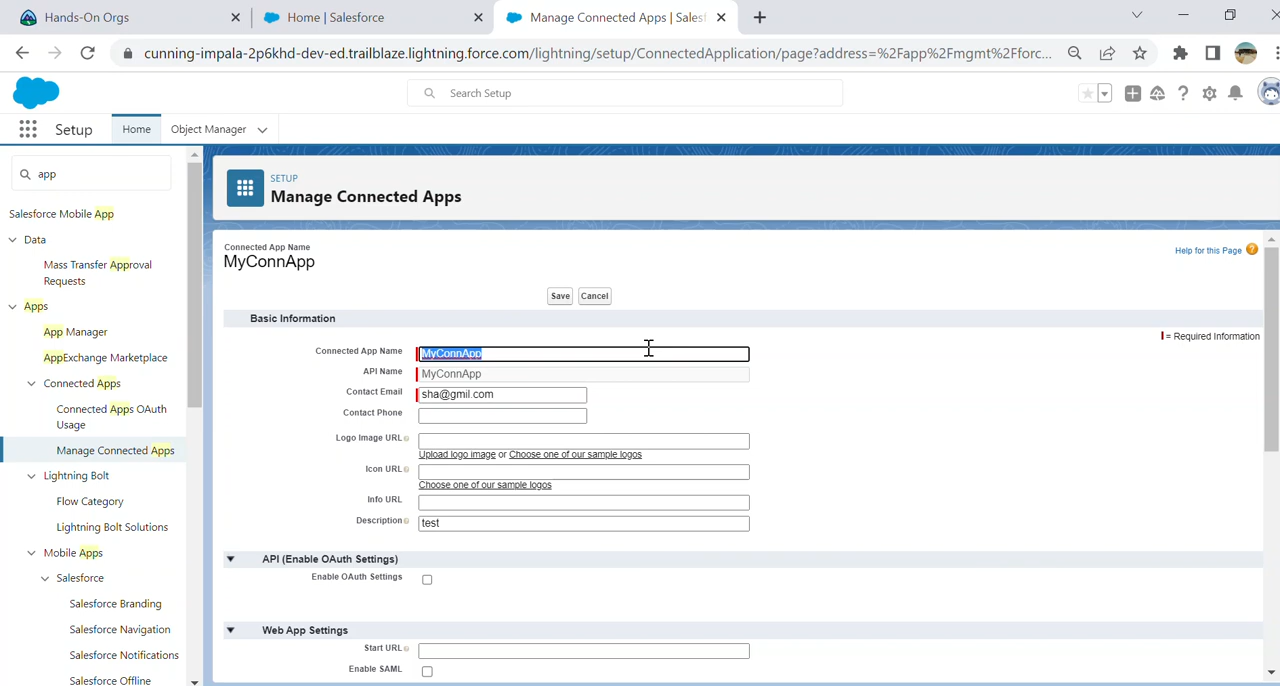 Hands-On Orgs
Home | Salesforce
Manage Connected Apps | Sales
cunning-impala-2p6khd-dev-ed.trailblaze.lightning.force.com/lightning/setup/ConnectedApplication/page?address=%2Fapp%2Fmgmt%2Fforc...
Search Setup
Setup
Home
Object Manager
app
SETUP
Manage Connected Apps
Salesforce Mobile App
Data
Mass Transfer Approval
Requests
Apps
App Manager
AppExchange Marketplace
Connected Apps
Connected Apps OAuth
Usage
Manage Connected Apps
Lightning Bolt
Flow Category
Lightning Bolt Solutions
Mobile Apps
Salesforce
Salesforce Branding
Salesforce Navigation
Salesforce Notifications
Salesforce Offline
Connected App Name
MyConnApp
Help for this Page ?
Save Cancel
Basic Information
= Required Information
Connected App Name MyConnApp
API Name MyConnApp
Contact Email sha@gmil.com
Contact Phone
Logo Image URL
Upload logo image or Choose one of our sample logos
Icon URL
Choose one of our sample logos
Info URL
Description test
API (Enable OAuth Settings)
Enable OAuth Settings
Web App Settings
Start URL
Enable SAML